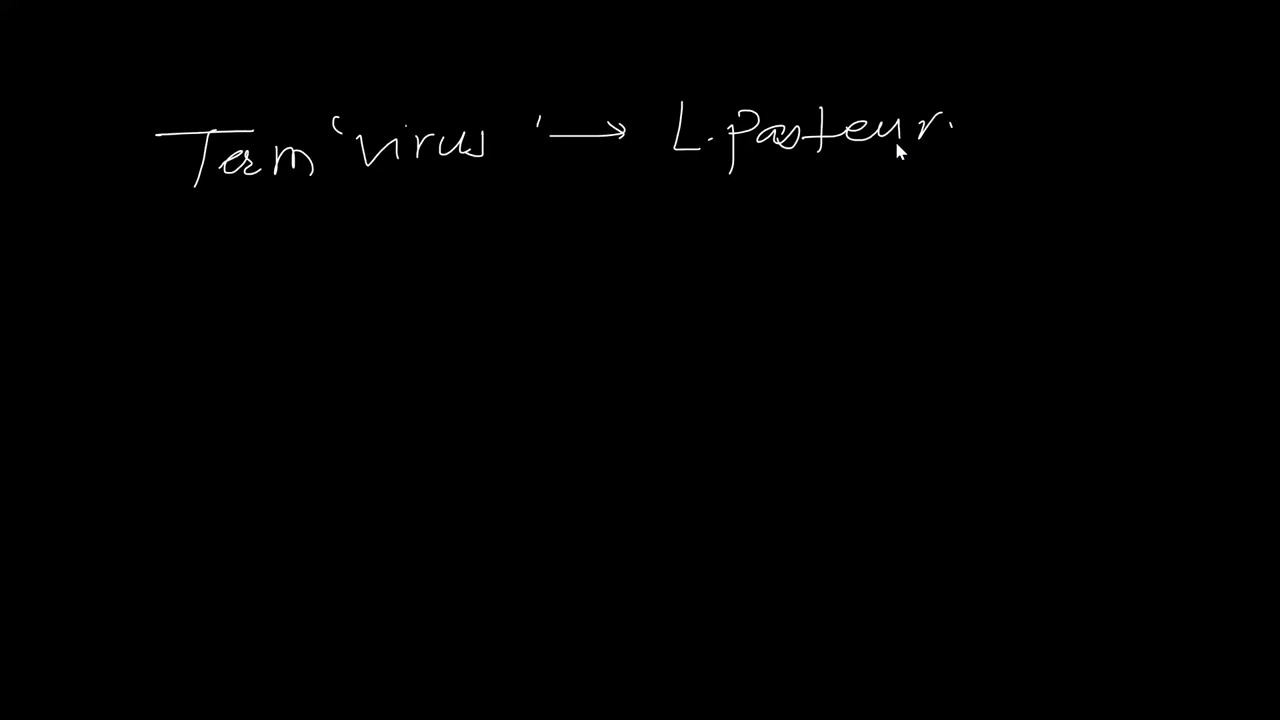 Term ‘virus’ → L. Pasteur.